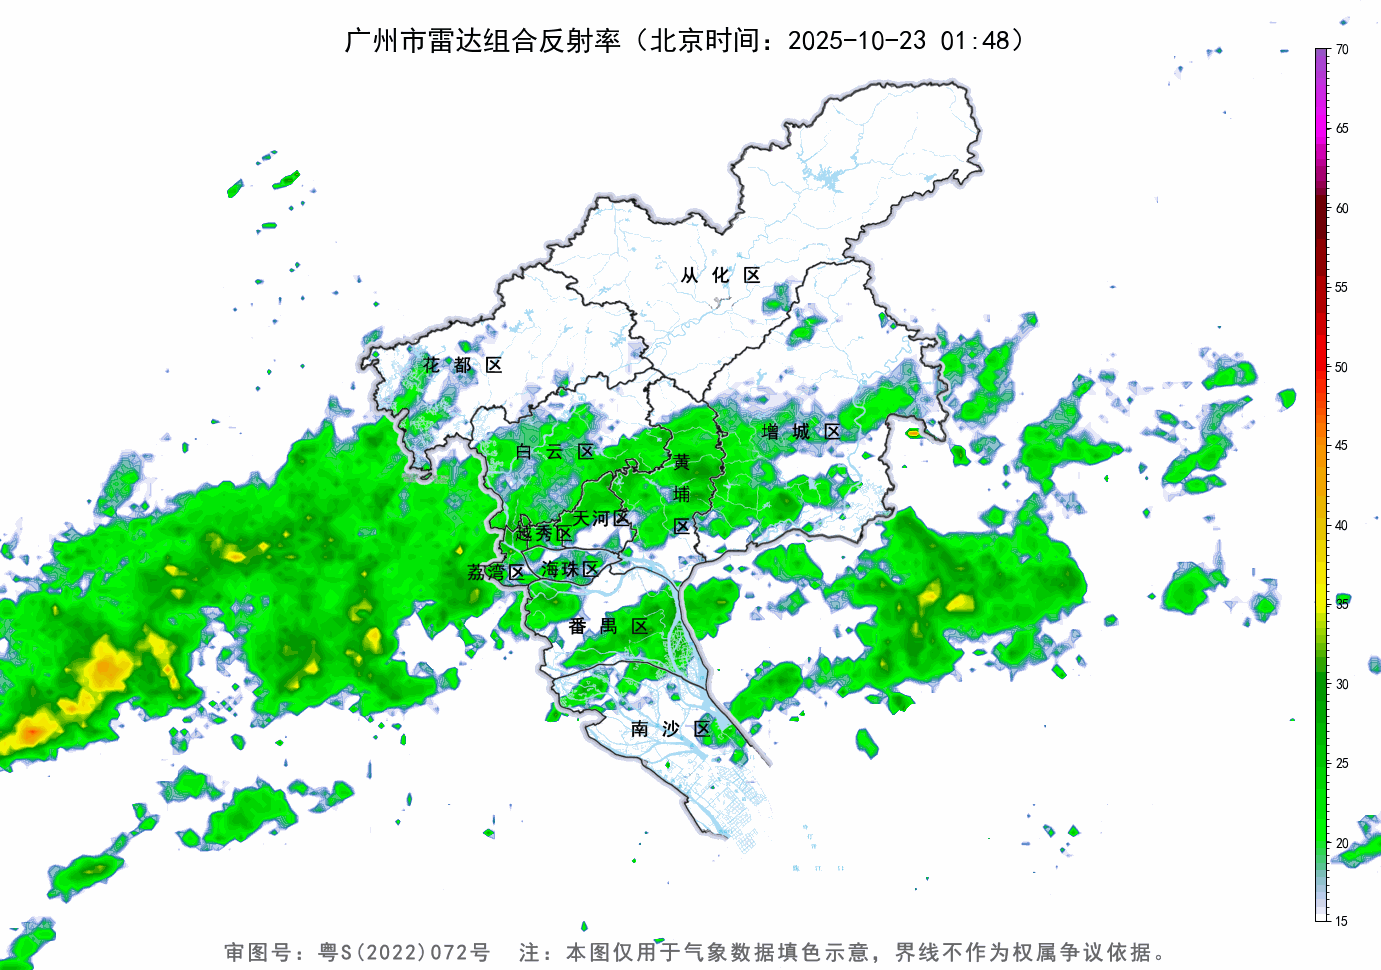 广州市雷达组合反射率（北京时间：2025-10-23 01:48）
70
65
60
55
50
45
40
35
30
25
20
15
从化区
花都区
增城区
白云区
黄埔区
天河区
越秀区
荔湾区
海珠区
番禺区
南沙区
审图号：粤S(2022)072号 注：本图仅用于气象数据填色示意，界线不作为权属争议依据。